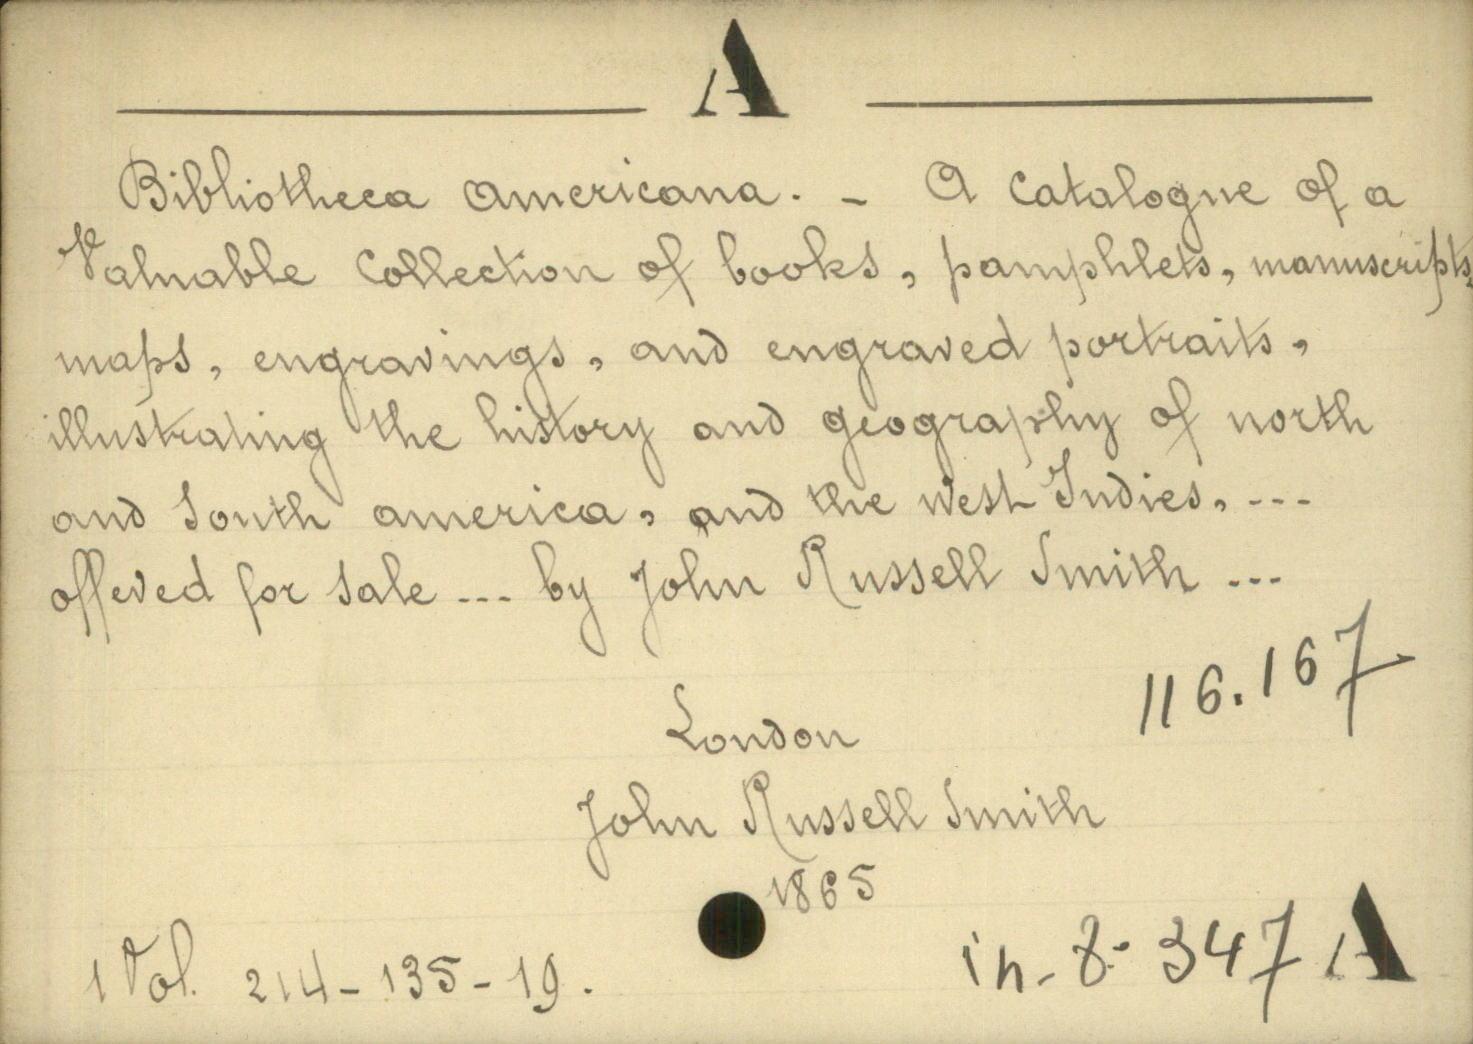 A
Bibliotheca americana. - A Catalogue of a
Valuable Collection of books, pamphlets, manuscripts,
maps, engravings, and engraved portraits,
illustrating the history and geography of north
and South america, and the west Indies, ...
offered for sale ... by John Russell Smith ...
116.167
London
John Russell Smith
1865
1 Vol. 214-135-19.
in-8º 347 A